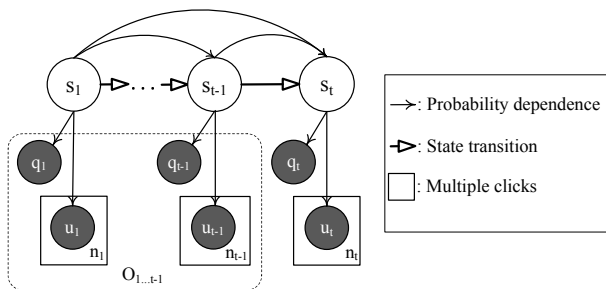 s1 ... st-1 st
q1 qt-1 qt
u1 ut-1 ut
n1 nt-1 nt
O1...t-1
: Probability dependence
: State transition
: Multiple clicks